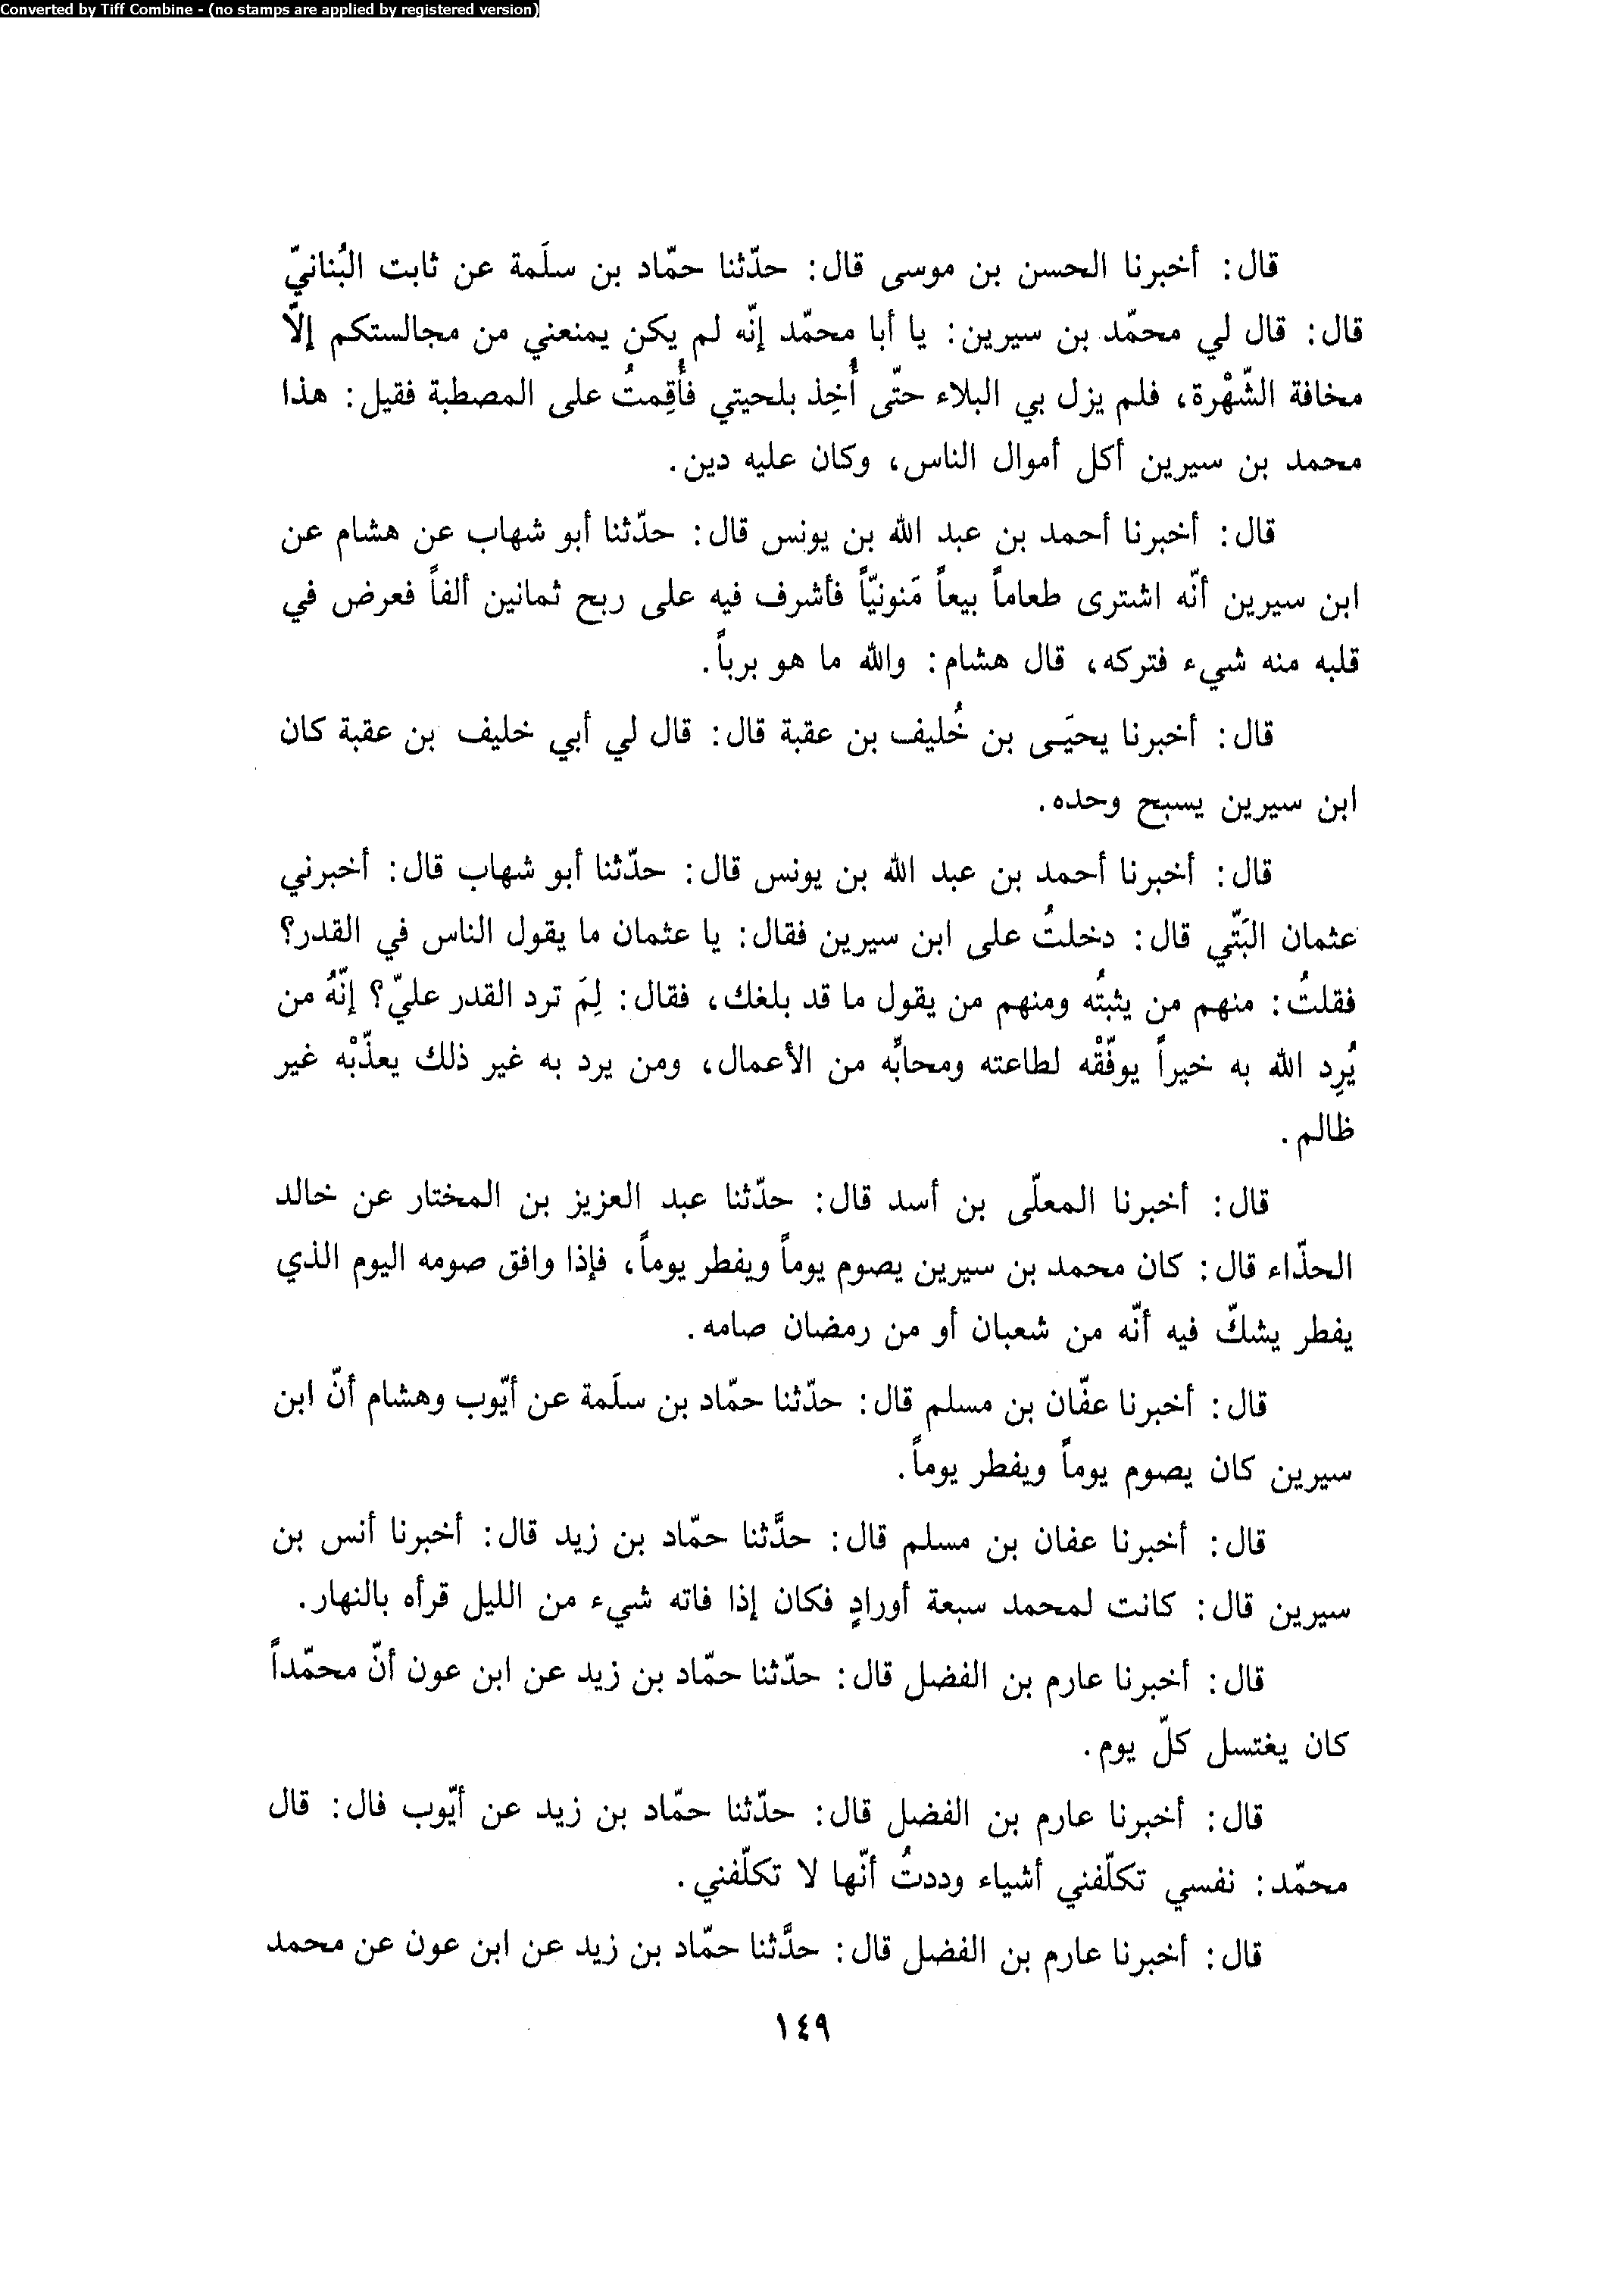 Converted by Tiff Combine - (no stamps are applied by registered version)
قال: أخبرنا الحسن بن موسى قال: حدّثنا حمّاد بن سلَمة عن ثابت البُنانيّ
قال: قال لي محمّد بن سيرين: يا أبا محمّد إنّه لم يكن يمنعني من مجالستكم إلّا
مخافة الشّهْرة، فلم يزل بي البلاء حتّى أُخِذ بلحيتي فأُقِمتُ على المصطبة فقيل: هذا
محمد بن سيرين أكل أموال الناس، وكان عليه دين.
قال: أخبرنا أحمد بن عبد الله بن يونس قال: حدّثنا أبو شهاب عن هشام عن
ابن سيرين أنّه اشترى طعاماً بيعاً مَنونيّاً فأشرف فيه على ربح ثمانين ألفاً فعرض في
قلبه منه شيء فتركه، قال هشام: والله ما هو برباً.
قال: أخبرنا يحيَى بن خُليف بن عقبة قال: قال لي أبي خليف بن عقبة كان
ابن سيرين يسبح وحده.
قال: أخبرنا أحمد بن عبد الله بن يونس قال: حدّثنا أبو شهاب قال: أخبرني
عثمان البَتّي قال: دخلتُ على ابن سيرين فقال: يا عثمان ما يقول الناس في القدر؟
فقلتُ: منهم من يثبتُه ومنهم من يقول ما قد بلغك، فقال: لِمَ ترد القدر عليّ؟ إنّهُ من
يُرِد الله به خيراً يوفّقْه لطاعته ومحابّه من الأعمال، ومن يرد به غير ذلك يعذّبْه غير
ظالم.
قال: أخبرنا المعلّى بن أسد قال: حدّثنا عبد العزيز بن المختار عن خالد
الحذّاء قال: كان محمد بن سيرين يصوم يوماً ويفطر يوماً، فإذا وافق صومه اليوم الذي
يفطر يشكّ فيه أنّه من شعبان أو من رمضان صامه.
قال: أخبرنا عفّان بن مسلم قال: حدّثنا حمّاد بن سلَمة عن أيّوب وهشام أنّ ابن
سيرين كان يصوم يوماً ويفطر يوماً.
قال: أخبرنا عفان بن مسلم قال: حدَّثنا حمّاد بن زيد قال: أخبرنا أنس بن
سيرين قال: كانت لمحمد سبعة أورادٍ فكان إذا فاته شيء من الليل قرأه بالنهار.
قال: أخبرنا عارم بن الفضل قال: حدّثنا حمّاد بن زيد عن ابن عون أنّ محمّداً
كان يغتسل كلّ يوم.
قال: أخبرنا عارم بن الفضل قال: حدّثنا حمّاد بن زيد عن أيّوب فال: قال
محمّد: نفسي تكلّفني أشياء وددتُ أنّها لا تكلّفني.
قال: أخبرنا عارم بن الفضل قال: حدَّثنا حمّاد بن زيد عن ابن عون عن محمد
١٤٩